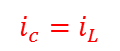 i_c = i_L